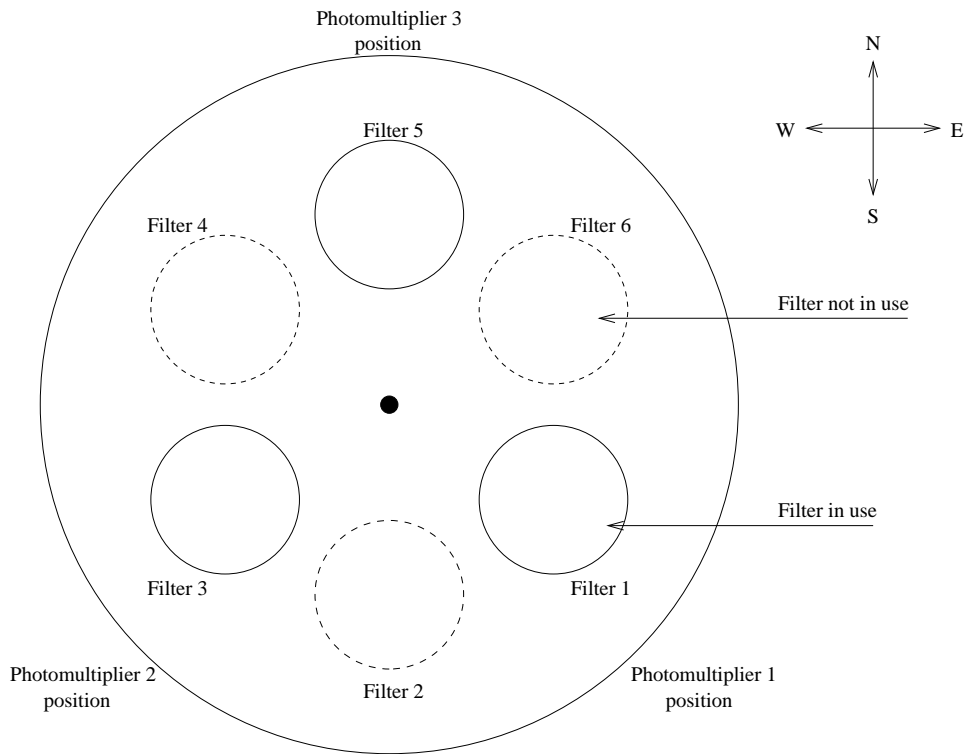 Photomultiplier 3
position
N
W
E
S
Filter 5
Filter 4
Filter 6
Filter not in use
Filter in use
Filter 3
Filter 1
Photomultiplier 2
position
Filter 2
Photomultiplier 1
position